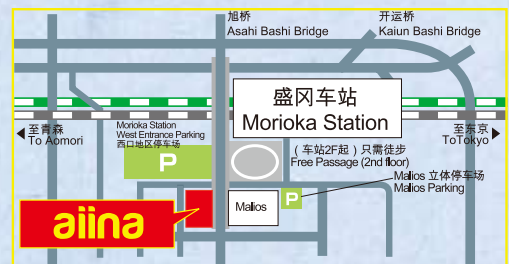 旭桥
Asahi Bashi Bridge
开运桥
Kaiun Bashi Bridge
盛冈车站
Morioka Station
至青森
To Aomori
Morioka Station
West Entrance Parking
西口地区停车场
P
（车站2F起）只需徒步
Free Passage (2nd floor)
至东京
ToTokyo
Malios 立体停车场
Malios Parking
P
Malios
aiina